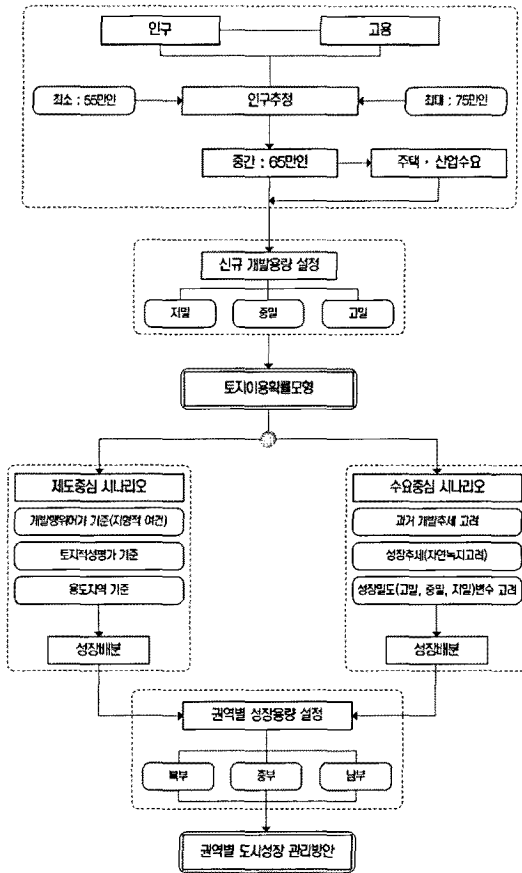 인구
고용
최소 : 55만인
인구추정
최대 : 75만인
중간 : 65만인
주택 · 산업수요
신규 개발용량 설정
저밀
중밀
고밀
토지이용확률모형
제도중심 시나리오
개발행위허가 기준(지형적 여건)
토지적성평가 기준
용도지역 기준
성장배분
수요중심 시나리오
과거 개발추세 고려
성장추세(자연녹지고려)
성장밀도(고밀, 중밀, 저밀)변수 고려
성장배분
권역별 성장용량 설정
북부
중부
남부
권역별 도시성장 관리방안